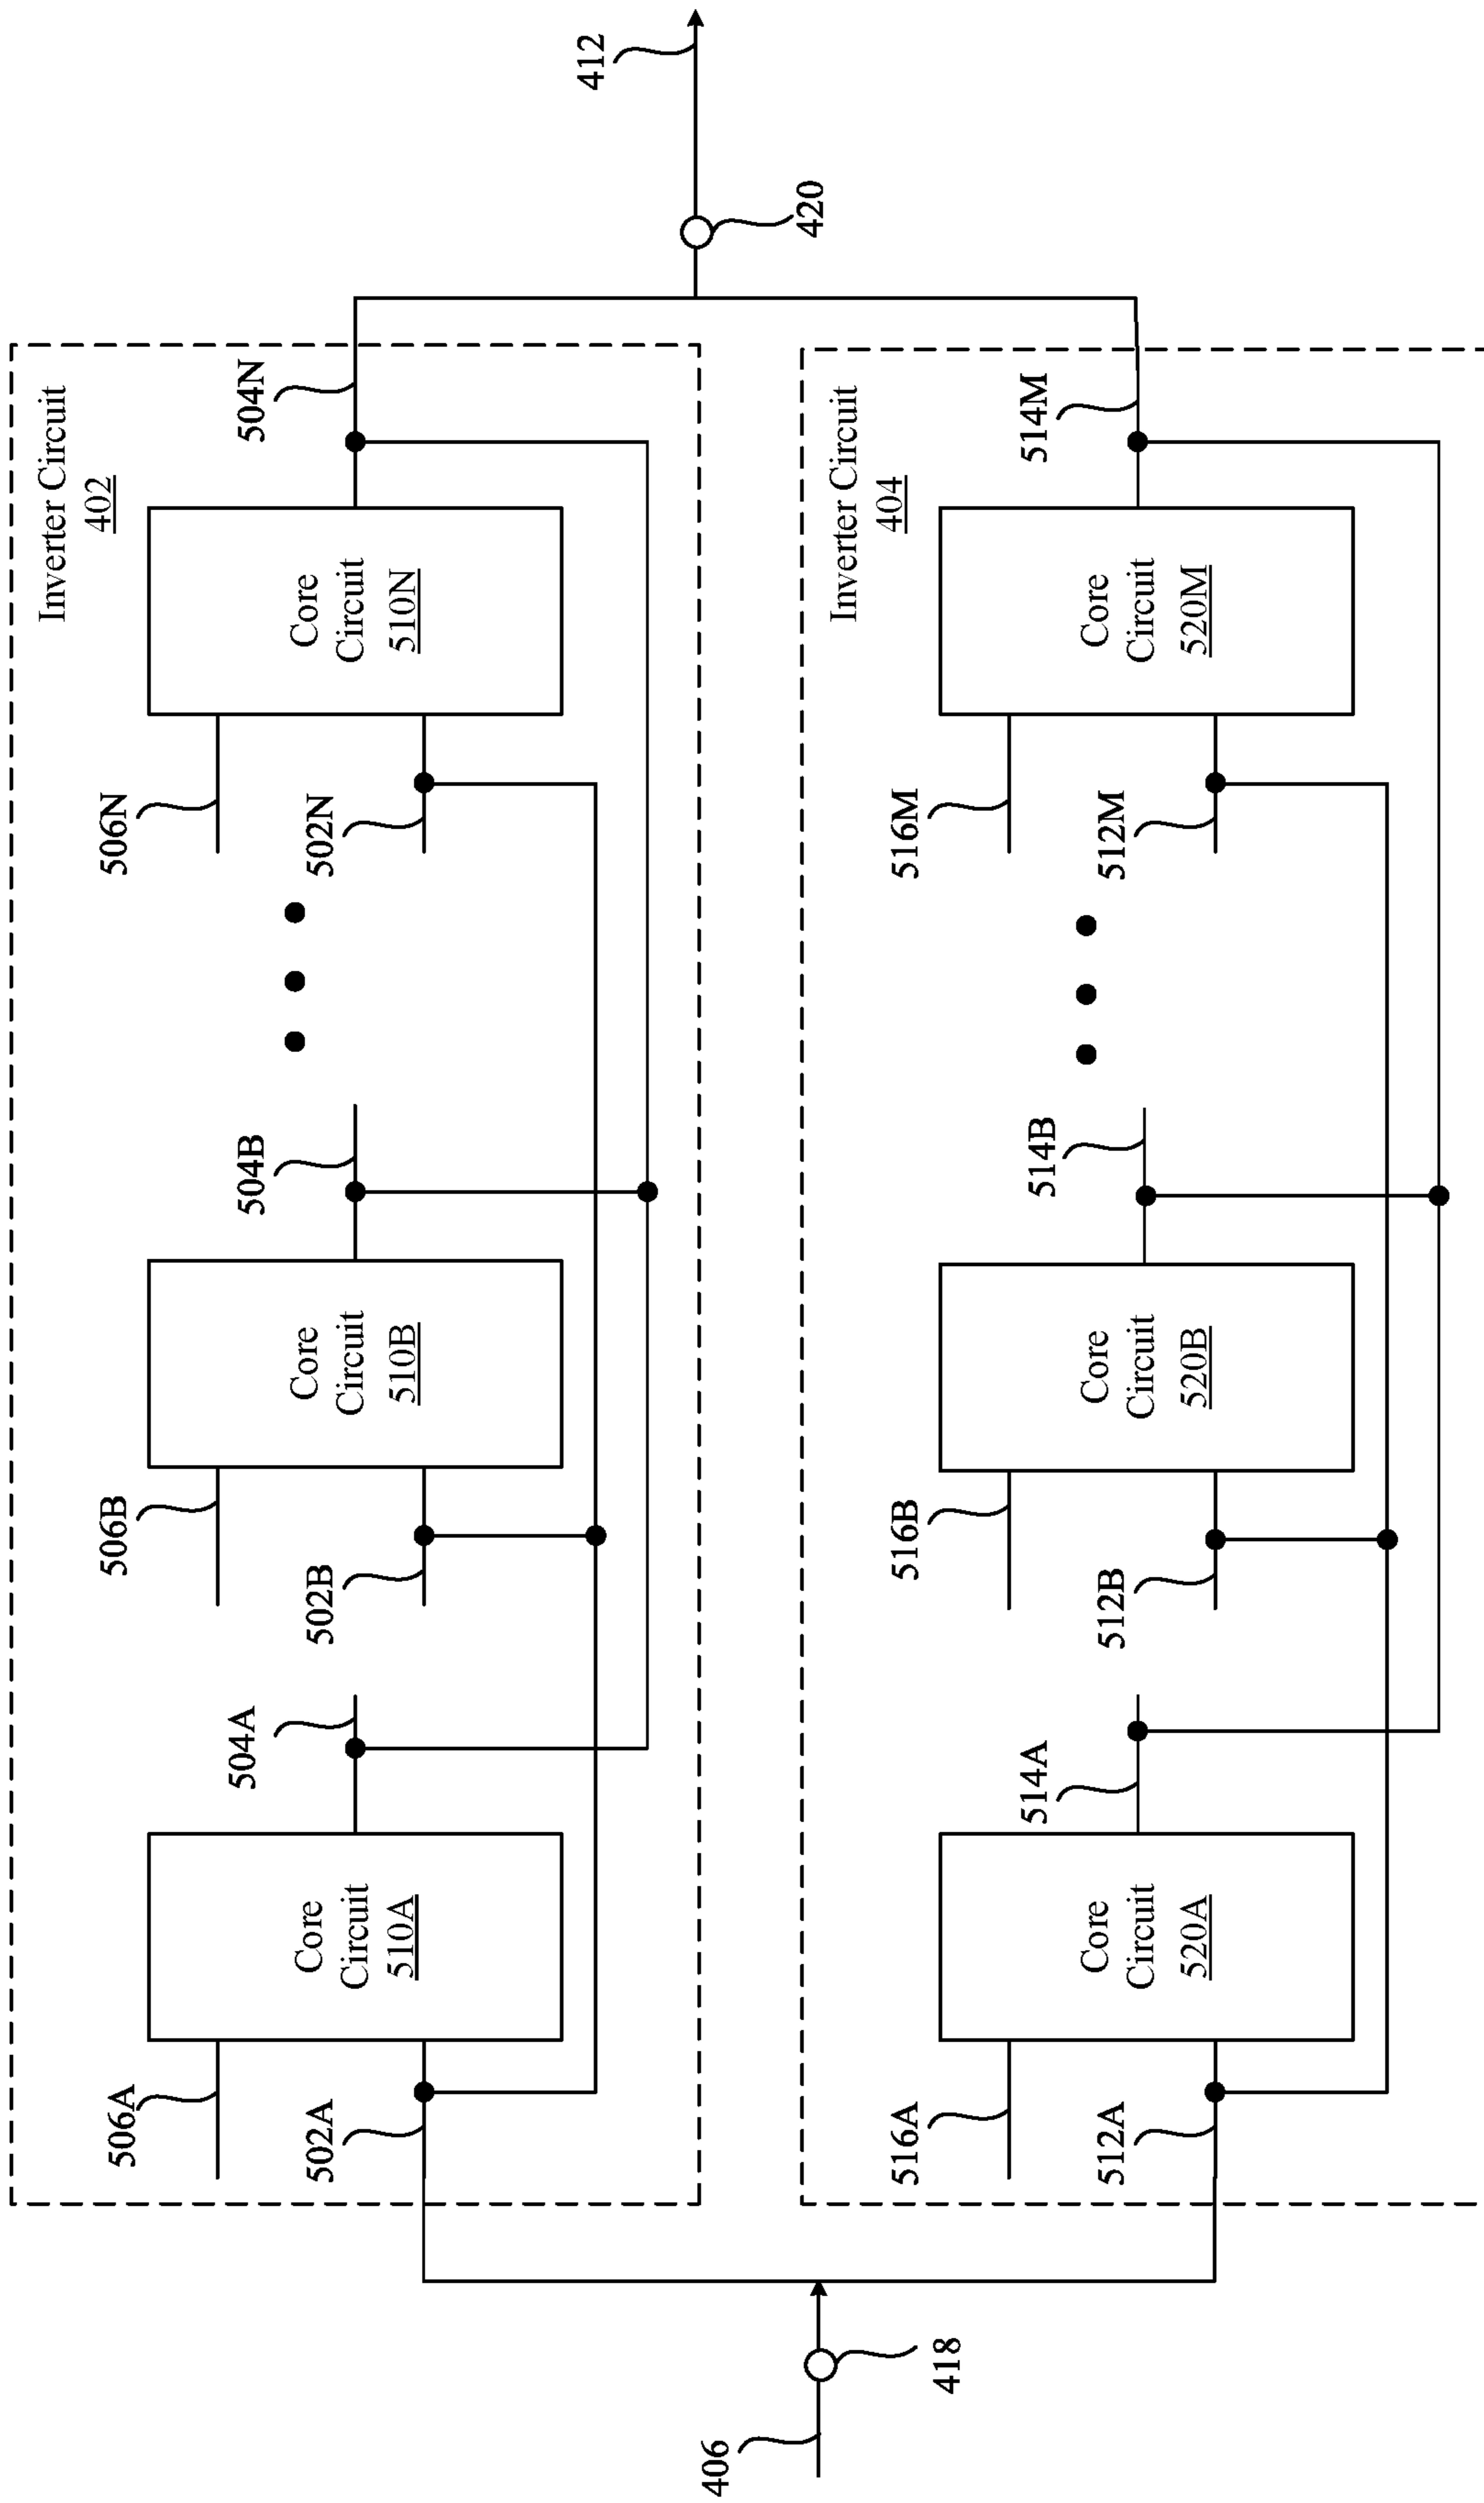 Inverter Circuit
402
506A
502A
Core
Circuit
510A
504A
506B
502B
Core
Circuit
510B
504B
506N
502N
Core
Circuit
510N
504N
406
418
412
420
Inverter Circuit
404
516A
512A
Core
Circuit
520A
514A
516B
512B
Core
Circuit
520B
514B
516M
512M
Core
Circuit
520M
514M